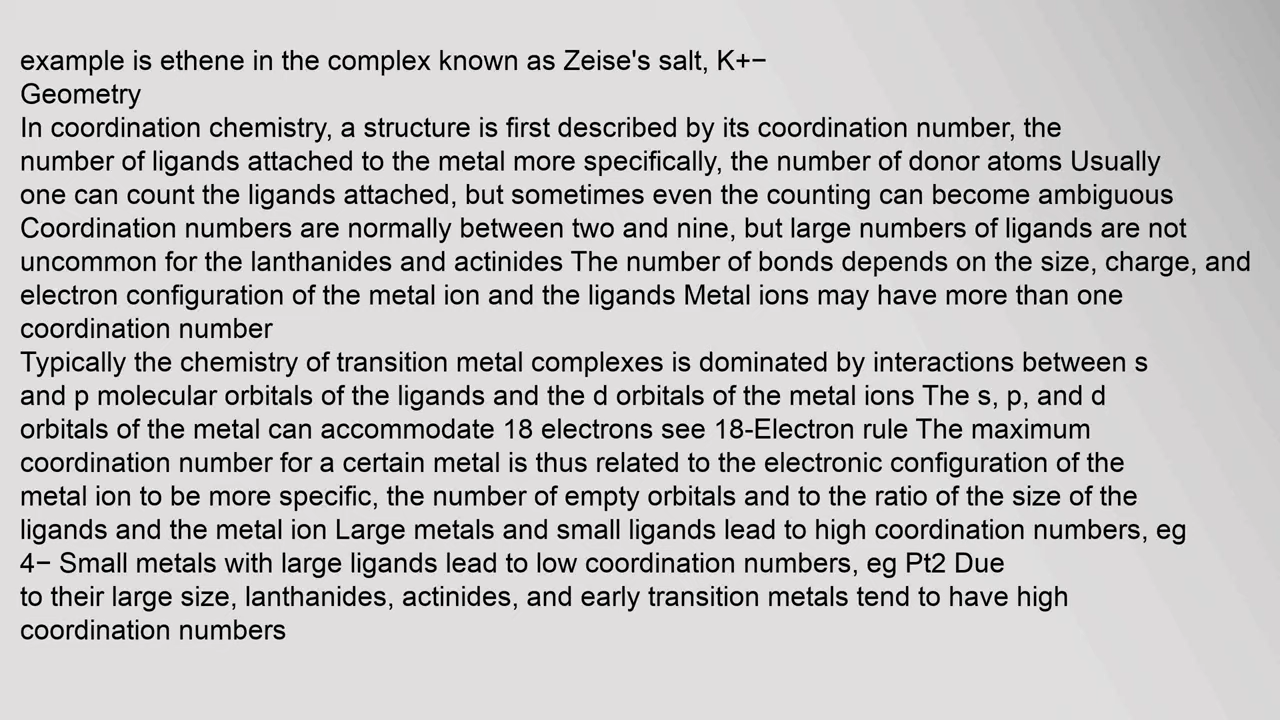 example is ethene in the complex known as Zeise's salt, K+−
Geometry
In coordination chemistry, a structure is first described by its coordination number, the
number of ligands attached to the metal more specifically, the number of donor atoms Usually
one can count the ligands attached, but sometimes even the counting can become ambiguous
Coordination numbers are normally between two and nine, but large numbers of ligands are not
uncommon for the lanthanides and actinides The number of bonds depends on the size, charge, and
electron configuration of the metal ion and the ligands Metal ions may have more than one
coordination number
Typically the chemistry of transition metal complexes is dominated by interactions between s
and p molecular orbitals of the ligands and the d orbitals of the metal ions The s, p, and d
orbitals of the metal can accommodate 18 electrons see 18-Electron rule The maximum
coordination number for a certain metal is thus related to the electronic configuration of the
metal ion to be more specific, the number of empty orbitals and to the ratio of the size of the
ligands and the metal ion Large metals and small ligands lead to high coordination numbers, eg
4− Small metals with large ligands lead to low coordination numbers, eg Pt2 Due
to their large size, lanthanides, actinides, and early transition metals tend to have high
coordination numbers